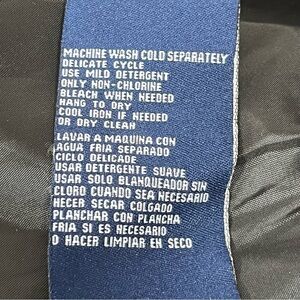 MACHINE WASH COLD SEPARATELY
DELICATE CYCLE
USE MILD DETERGENT
ONLY NON-CHLORINE
BLEACH WHEN NEEDED
HANG TO DRY
COOL IRON IF NEEDED
OR DRY CLEAN
LAVAR A MAQUINA CON
AGUA FRIA SEPARADO
CICLO DELICADE
USAR DETERGENTE SUAVE
USAR SOLO BLANQUEADOR SIN
CLORO CUANDO SEA NECESARIO
HECER SECAR COLGADO
PLANCHAR CON PLANCHA
FRIA SI ES NECESARIO
O HACER LIMPIAR EN SECO